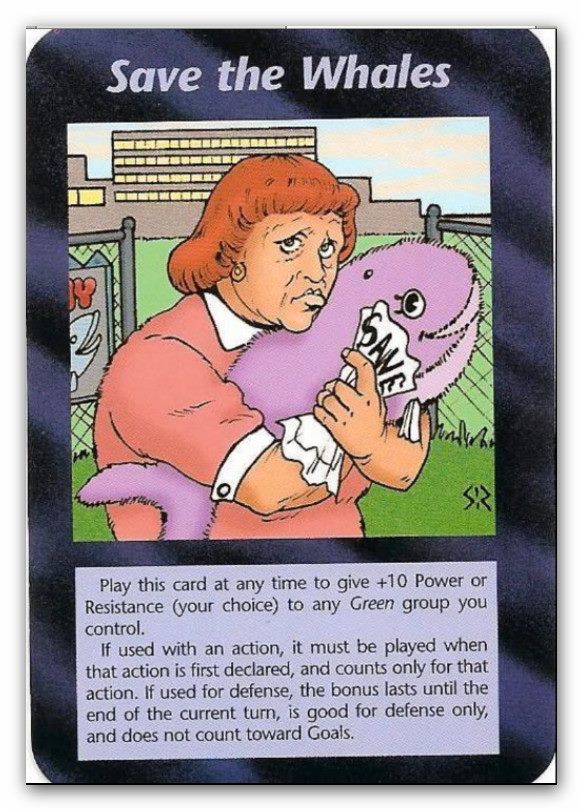 Save the Whales
SAVE
Play this card at any time to give +10 Power or
Resistance (your choice) to any Green group you
control.
If used with an action, it must be played when
that action is first declared, and counts only for that
action. If used for defense, the bonus lasts until the
end of the current turn, is good for defense only,
and does not count toward Goals.